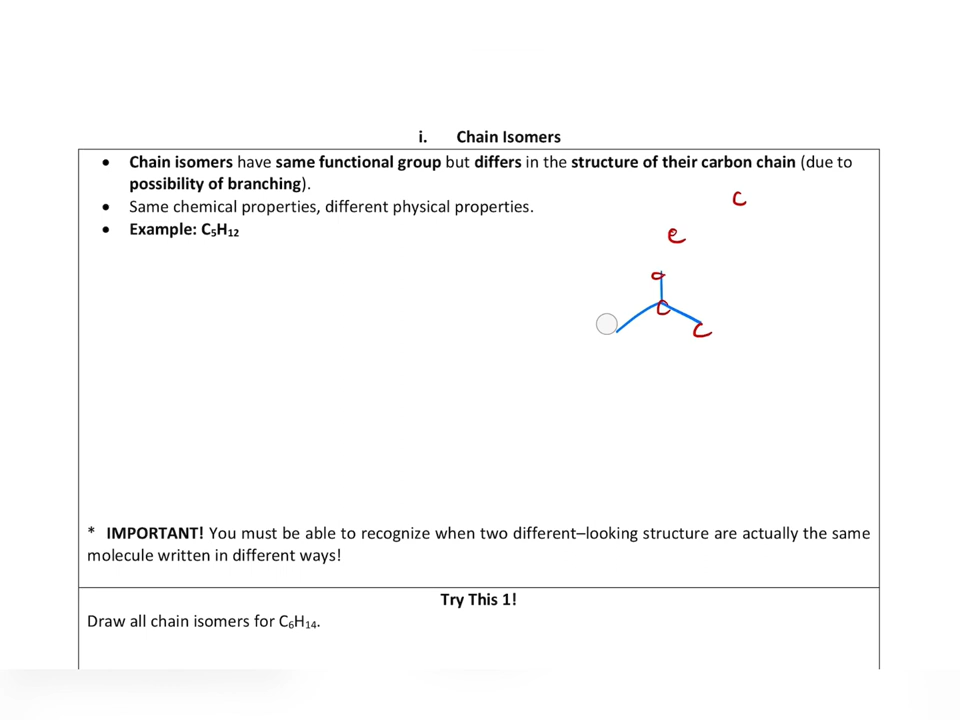 i. Chain Isomers
• Chain isomers have same functional group but differs in the structure of their carbon chain (due to
possibility of branching).
• Same chemical properties, different physical properties.
C
• Example: C₅H₁₂
e
C
C
* IMPORTANT! You must be able to recognize when two different–looking structure are actually the same
molecule written in different ways!
Try This 1!
Draw all chain isomers for C₆H₁₄.